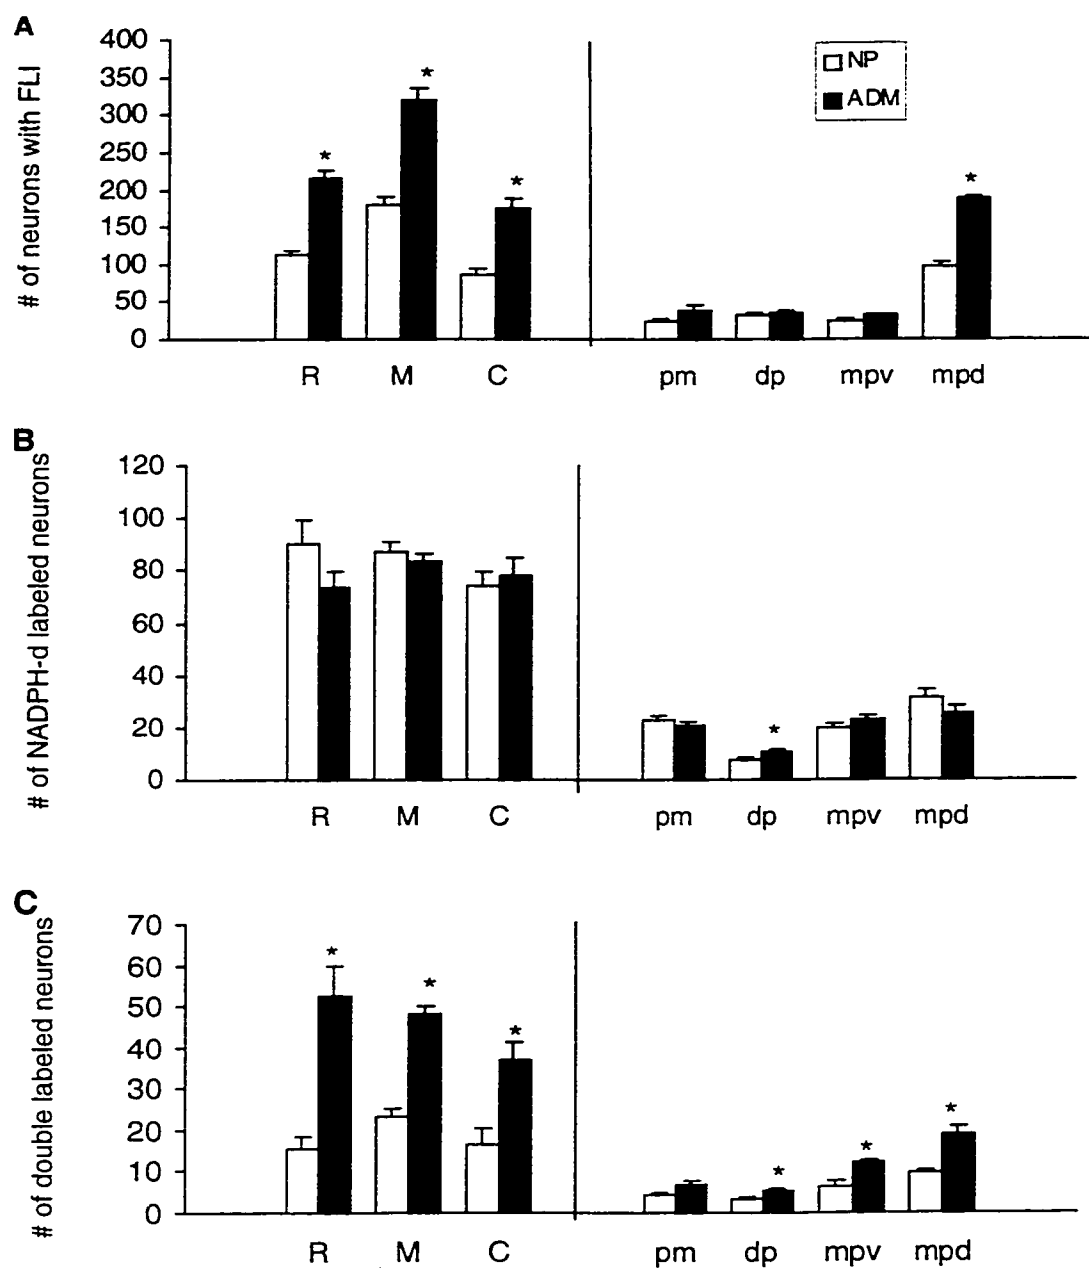 A
# of neurons with FLI
400
350
300
250
200
150
100
50
0
* * * *
NP
ADM
R M C pm dp mpv mpd
B
# of NADPH-d labeled neurons
120
100
80
60
40
20
0
*
R M C pm dp mpv mpd
C
# of double labeled neurons
70
60
50
40
30
20
10
0
* * * * * *
R M C pm dp mpv mpd